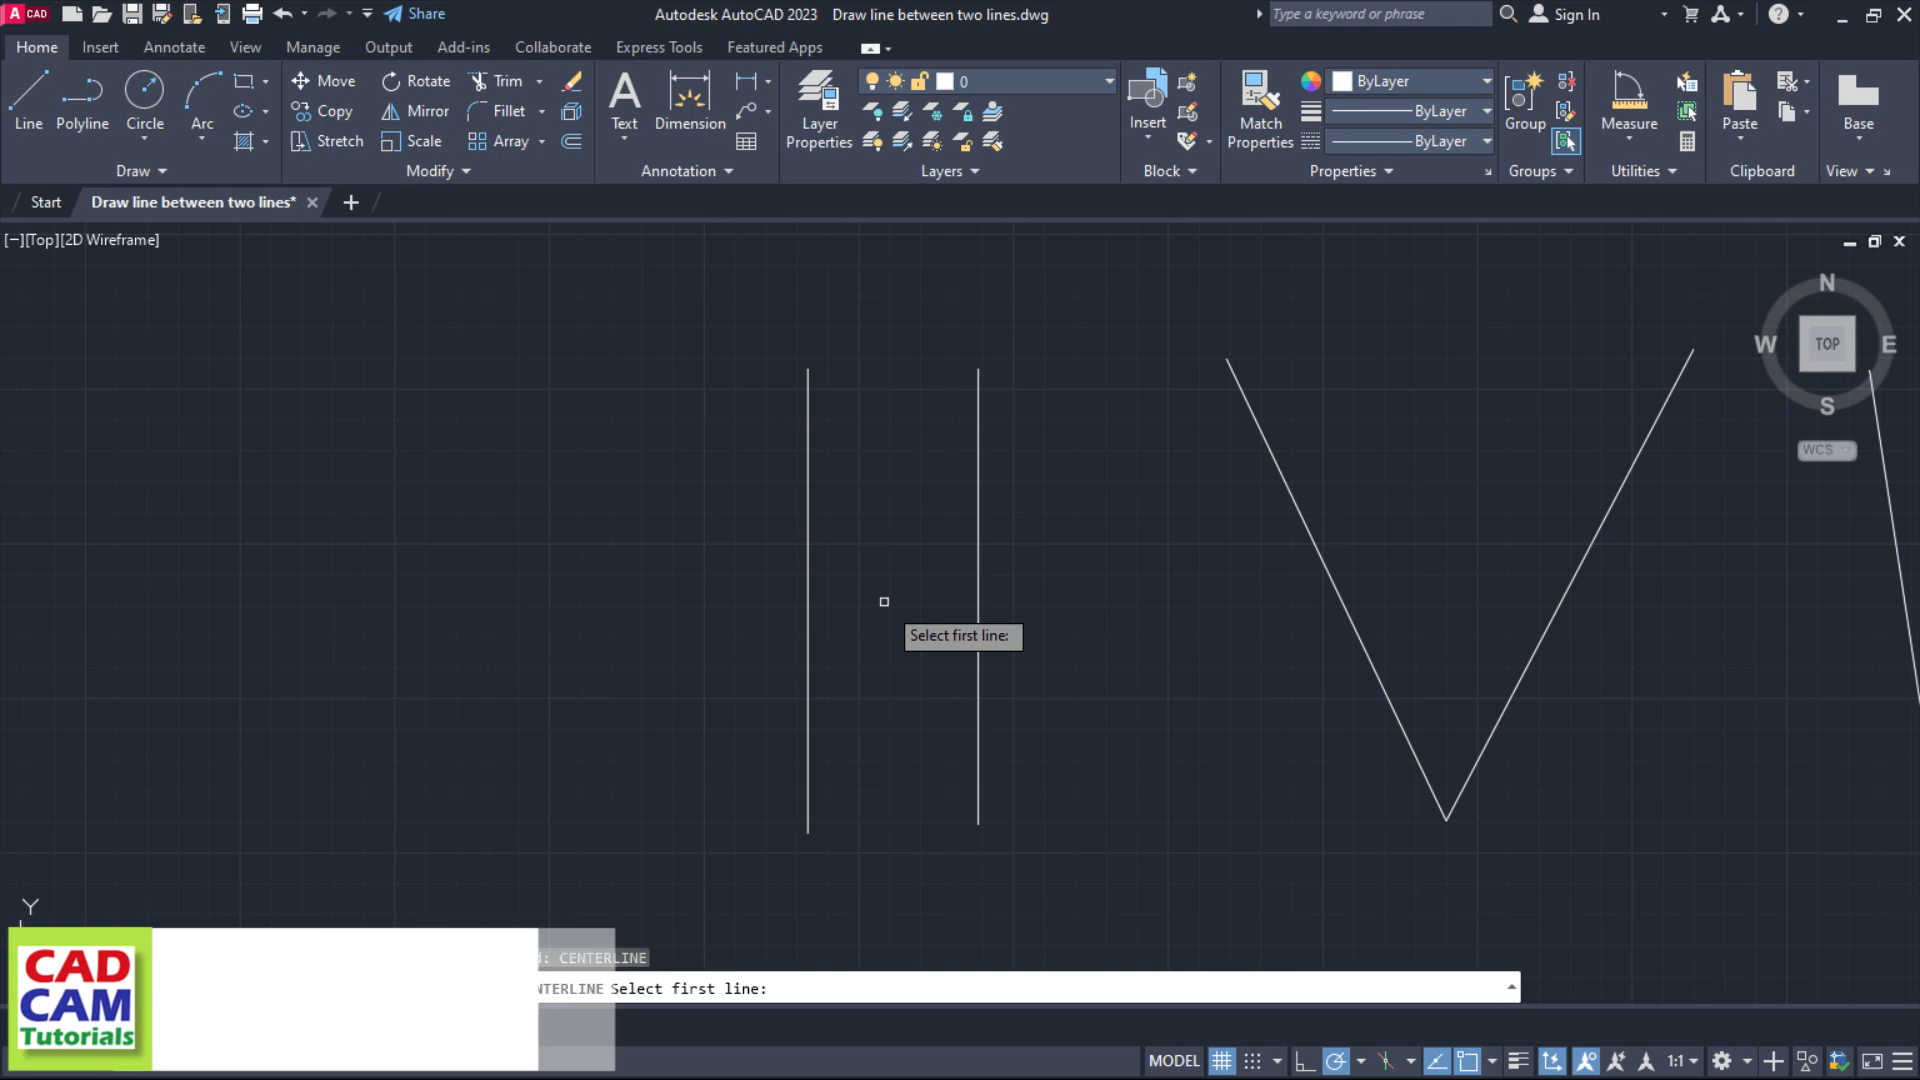 CAD
Share
Autodesk AutoCAD 2023 Draw line between two lines.dwg
Type a keyword or phrase
Sign In
Home Insert Annotate View Manage Output Add-ins Collaborate Express Tools Featured Apps
Line Polyline Circle Arc
Move Rotate Trim
Copy Mirror Fillet
Stretch Scale Array
Text Dimension
Layer Properties
0
Insert
Match Properties
ByLayer
ByLayer
ByLayer
Group
Measure
Paste
Base
Draw Modify Annotation Layers Block Properties Groups Utilities Clipboard View
Start Draw line between two lines*
[−][Top][2D Wireframe]
N
W TOP E
S
WCS
Select first line:
Y
: CENTERLINE
NTERLINE Select first line:
CAD
CAM
Tutorials
MODEL 1:1